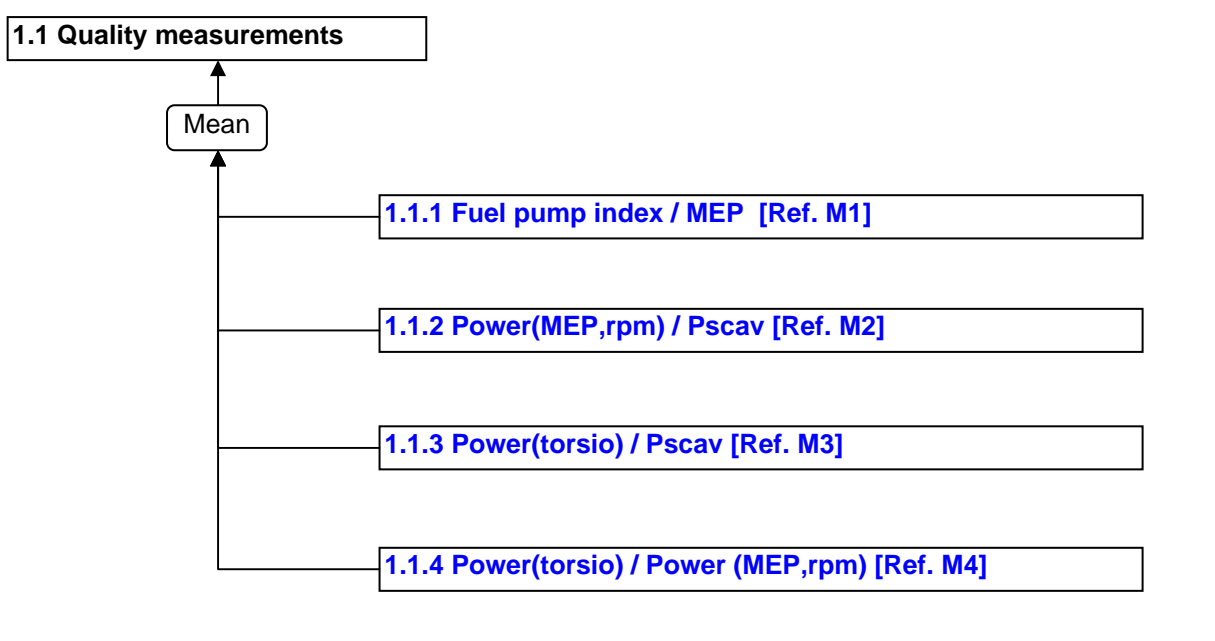 1.1 Quality measurements
Mean
1.1.1 Fuel pump index / MEP  [Ref. M1]
1.1.2 Power(MEP,rpm) / Pscav [Ref. M2]
1.1.3 Power(torsio) / Pscav [Ref. M3]
1.1.4 Power(torsio) / Power (MEP,rpm) [Ref. M4]